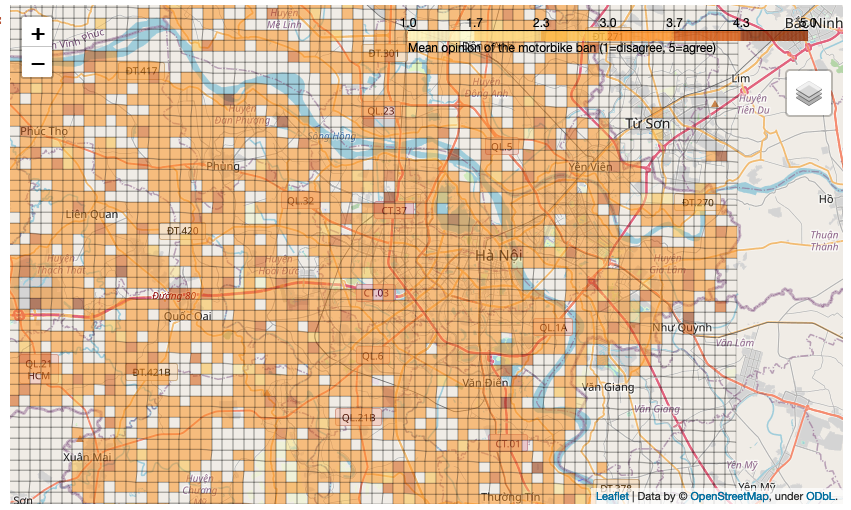 +
−
1.0 1.7 2.3 3.0 3.7 4.3 5.0
Mean opinion of the motorbike ban (1=disagree, 5=agree)
Huyện
Mê Linh
Bắc Ninh
Vĩnh Phúc
ĐT.301
ĐT.417
Lim
Huyện
Tiên Du
Huyện
Đông Anh
Huyện
Đan Phượng
QL.23
Từ Sơn
Phúc Thọ
Sông Hồng
QL.5
Phùng
Yên Viên
Hồ
QL.32
ĐT.270
CT.37
Liên Quan
ĐT.420
Thuận
Thành
Hà Nội
Huyện
Thạch Thất
Huyện
Hoài Đức
Huyện
Gia Lâm
Đường 80
CT.03
Quốc Oai
QL.1A
Như Quỳnh
Văn Lâm
QL.6
QL.21
HCM
ĐT.421B
Văn Điển
Văn Giang
Văn Giang
QL.21B
CT.01
Xuân Mai
Yên Mỹ
Huyện
Chương
Mỹ
Yên Mỹ
ĐT.378
Sơn
Thường Tín
Leaflet | Data by © OpenStreetMap, under ODbL.